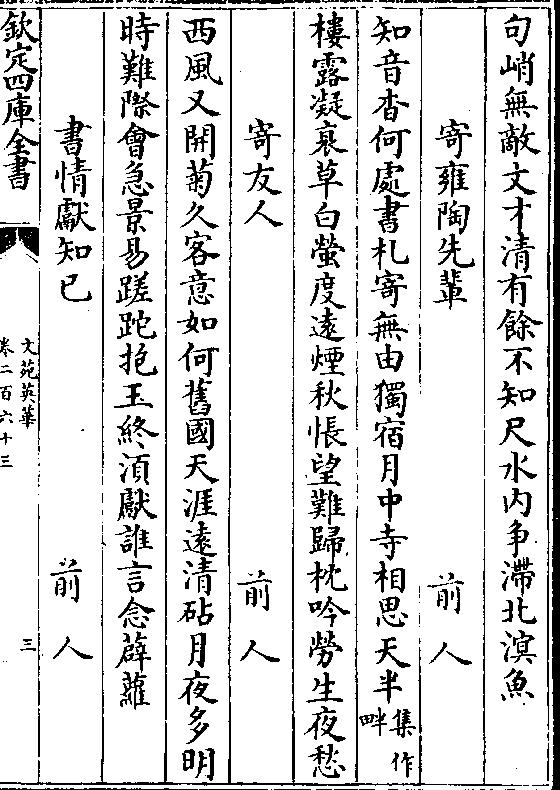 句峭無敵文才清有餘不知尺水内争滯北溟魚
寄雍陶先輩 前人
知音杳何處書札寄無由獨宿月中寺相思天半集作畔
樓露凝衰草白螢度遠煙秋悵望難歸枕吟勞生夜愁
寄友人 前人
西風又開菊久客意如何舊國天涯遠清砧月夜多明
時難際會急景易蹉跎抱玉終湏獻誰言念薜蘿
書情獻知已 前人
欽定四庫全書
文苑英華
卷二百六十三
三